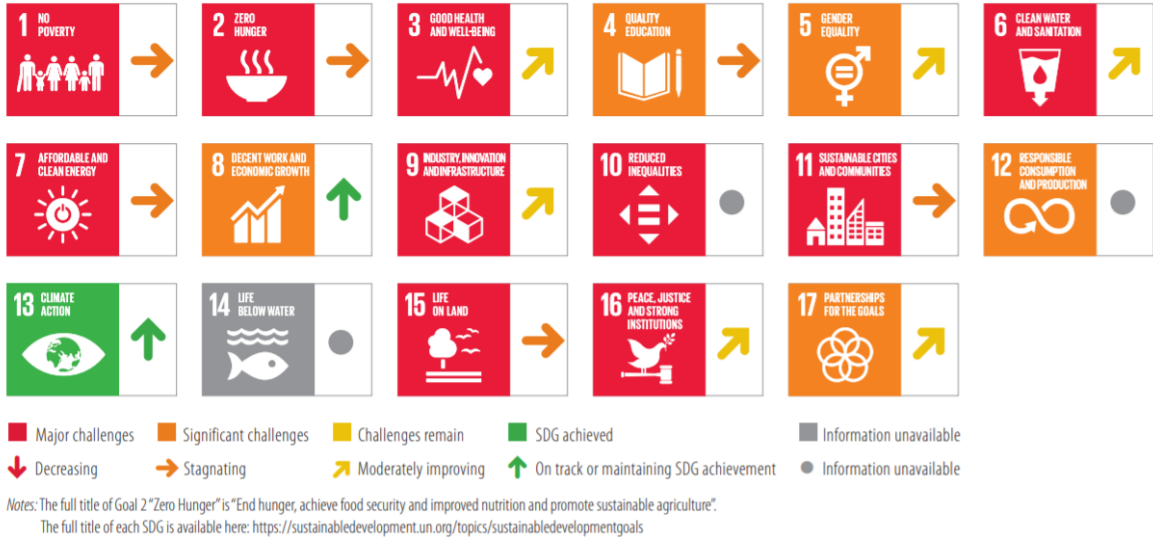 1 NO POVERTY
2 ZERO HUNGER
3 GOOD HEALTH AND WELL-BEING
4 QUALITY EDUCATION
5 GENDER EQUALITY
6 CLEAN WATER AND SANITATION
7 AFFORDABLE AND CLEAN ENERGY
8 DECENT WORK AND ECONOMIC GROWTH
9 INDUSTRY, INNOVATION AND INFRASTRUCTURE
10 REDUCED INEQUALITIES
11 SUSTAINABLE CITIES AND COMMUNITIES
12 RESPONSIBLE CONSUMPTION AND PRODUCTION
13 CLIMATE ACTION
14 LIFE BELOW WATER
15 LIFE ON LAND
16 PEACE, JUSTICE AND STRONG INSTITUTIONS
17 PARTNERSHIPS FOR THE GOALS
Major challenges Significant challenges Challenges remain SDG achieved Information unavailable
Decreasing Stagnating Moderately improving On track or maintaining SDG achievement Information unavailable
Notes: The full title of Goal 2 “Zero Hunger” is “End hunger, achieve food security and improved nutrition and promote sustainable agriculture”.
The full title of each SDG is available here: https://sustainabledevelopment.un.org/topics/sustainabledevelopmentgoals